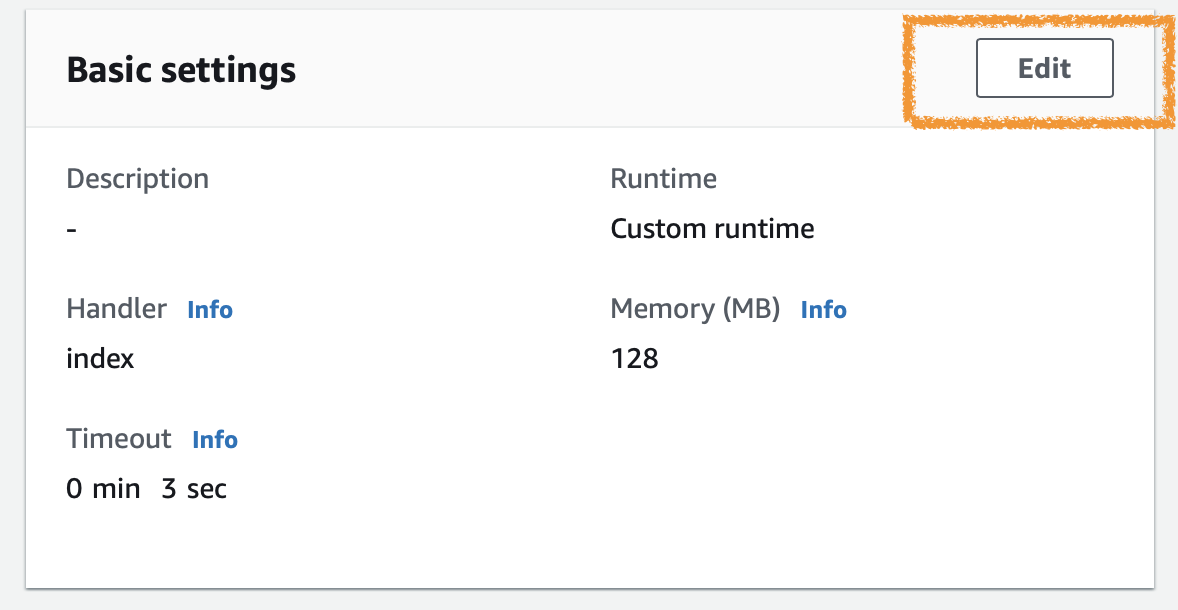 Basic settings
Edit
Description
-
Runtime
Custom runtime
Handler Info
index
Memory (MB) Info
128
Timeout Info
0 min 3 sec